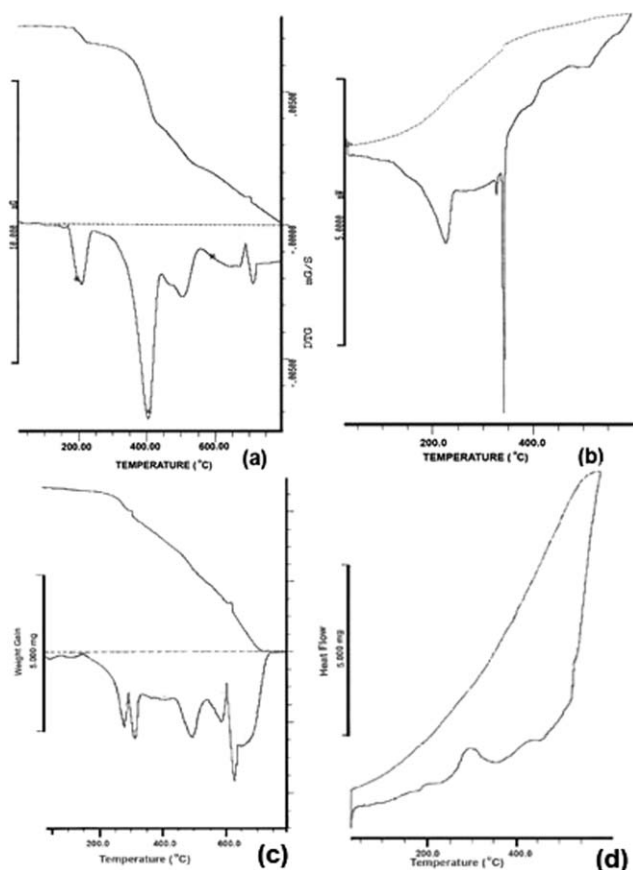 10.000 mG
.00500
+.00000
mG/S
DTG
-.00500
200.00 400.00 600.00
TEMPERATURE (°C)
(a)
5.0000 mV
200.0 400.0
TEMPERATURE (°C)
(b)
Weight Gain
5.000 mg
200.0 400.0 600.0
Temperature (°C)
(c)
Heat Flow
5.000 mg
200.0 400.0
Temperature (°C)
(d)